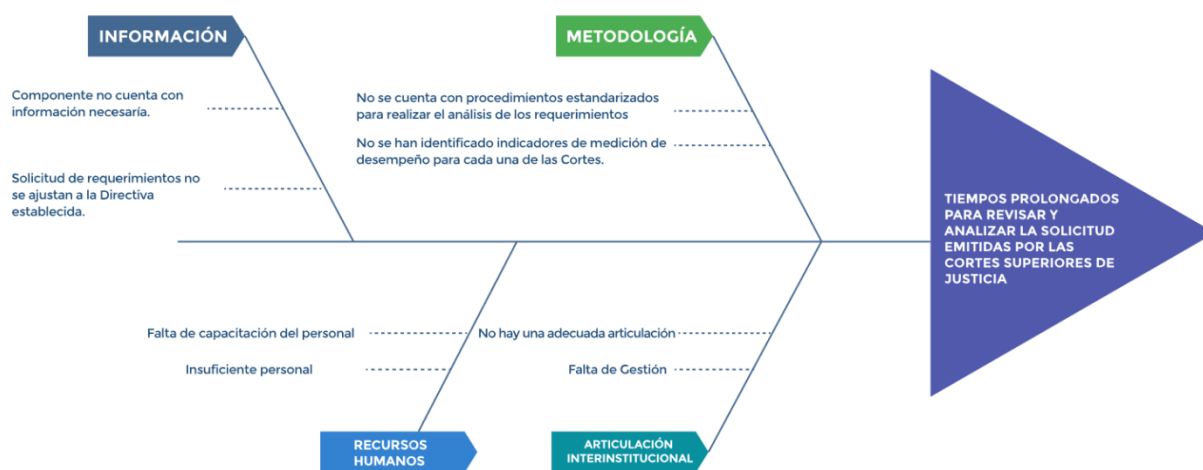 INFORMACIÓN
METODOLOGÍA
Componente no cuenta con
información necesaría.
No se cuenta con procedimientos estandarizados
para realizar el análisis de los requerimientos
No se han identificado indicadores de medición de
desempeño para cada una de las Cortes.
Solicitud de requerimientos no
se ajustan a la Directiva
establecida.
TIEMPOS PROLONGADOS
PARA REVISAR Y
ANALIZAR LA SOLICITUD
EMITIDAS POR LAS
CORTES SUPERIORES DE
JUSTICIA
Falta de capacitación del personal
Insuficiente personal
No hay una adecuada articulación
Falta de Gestión
RECURSOS
HUMANOS
ARTICULACIÓN
INTERINSTITUCIONAL